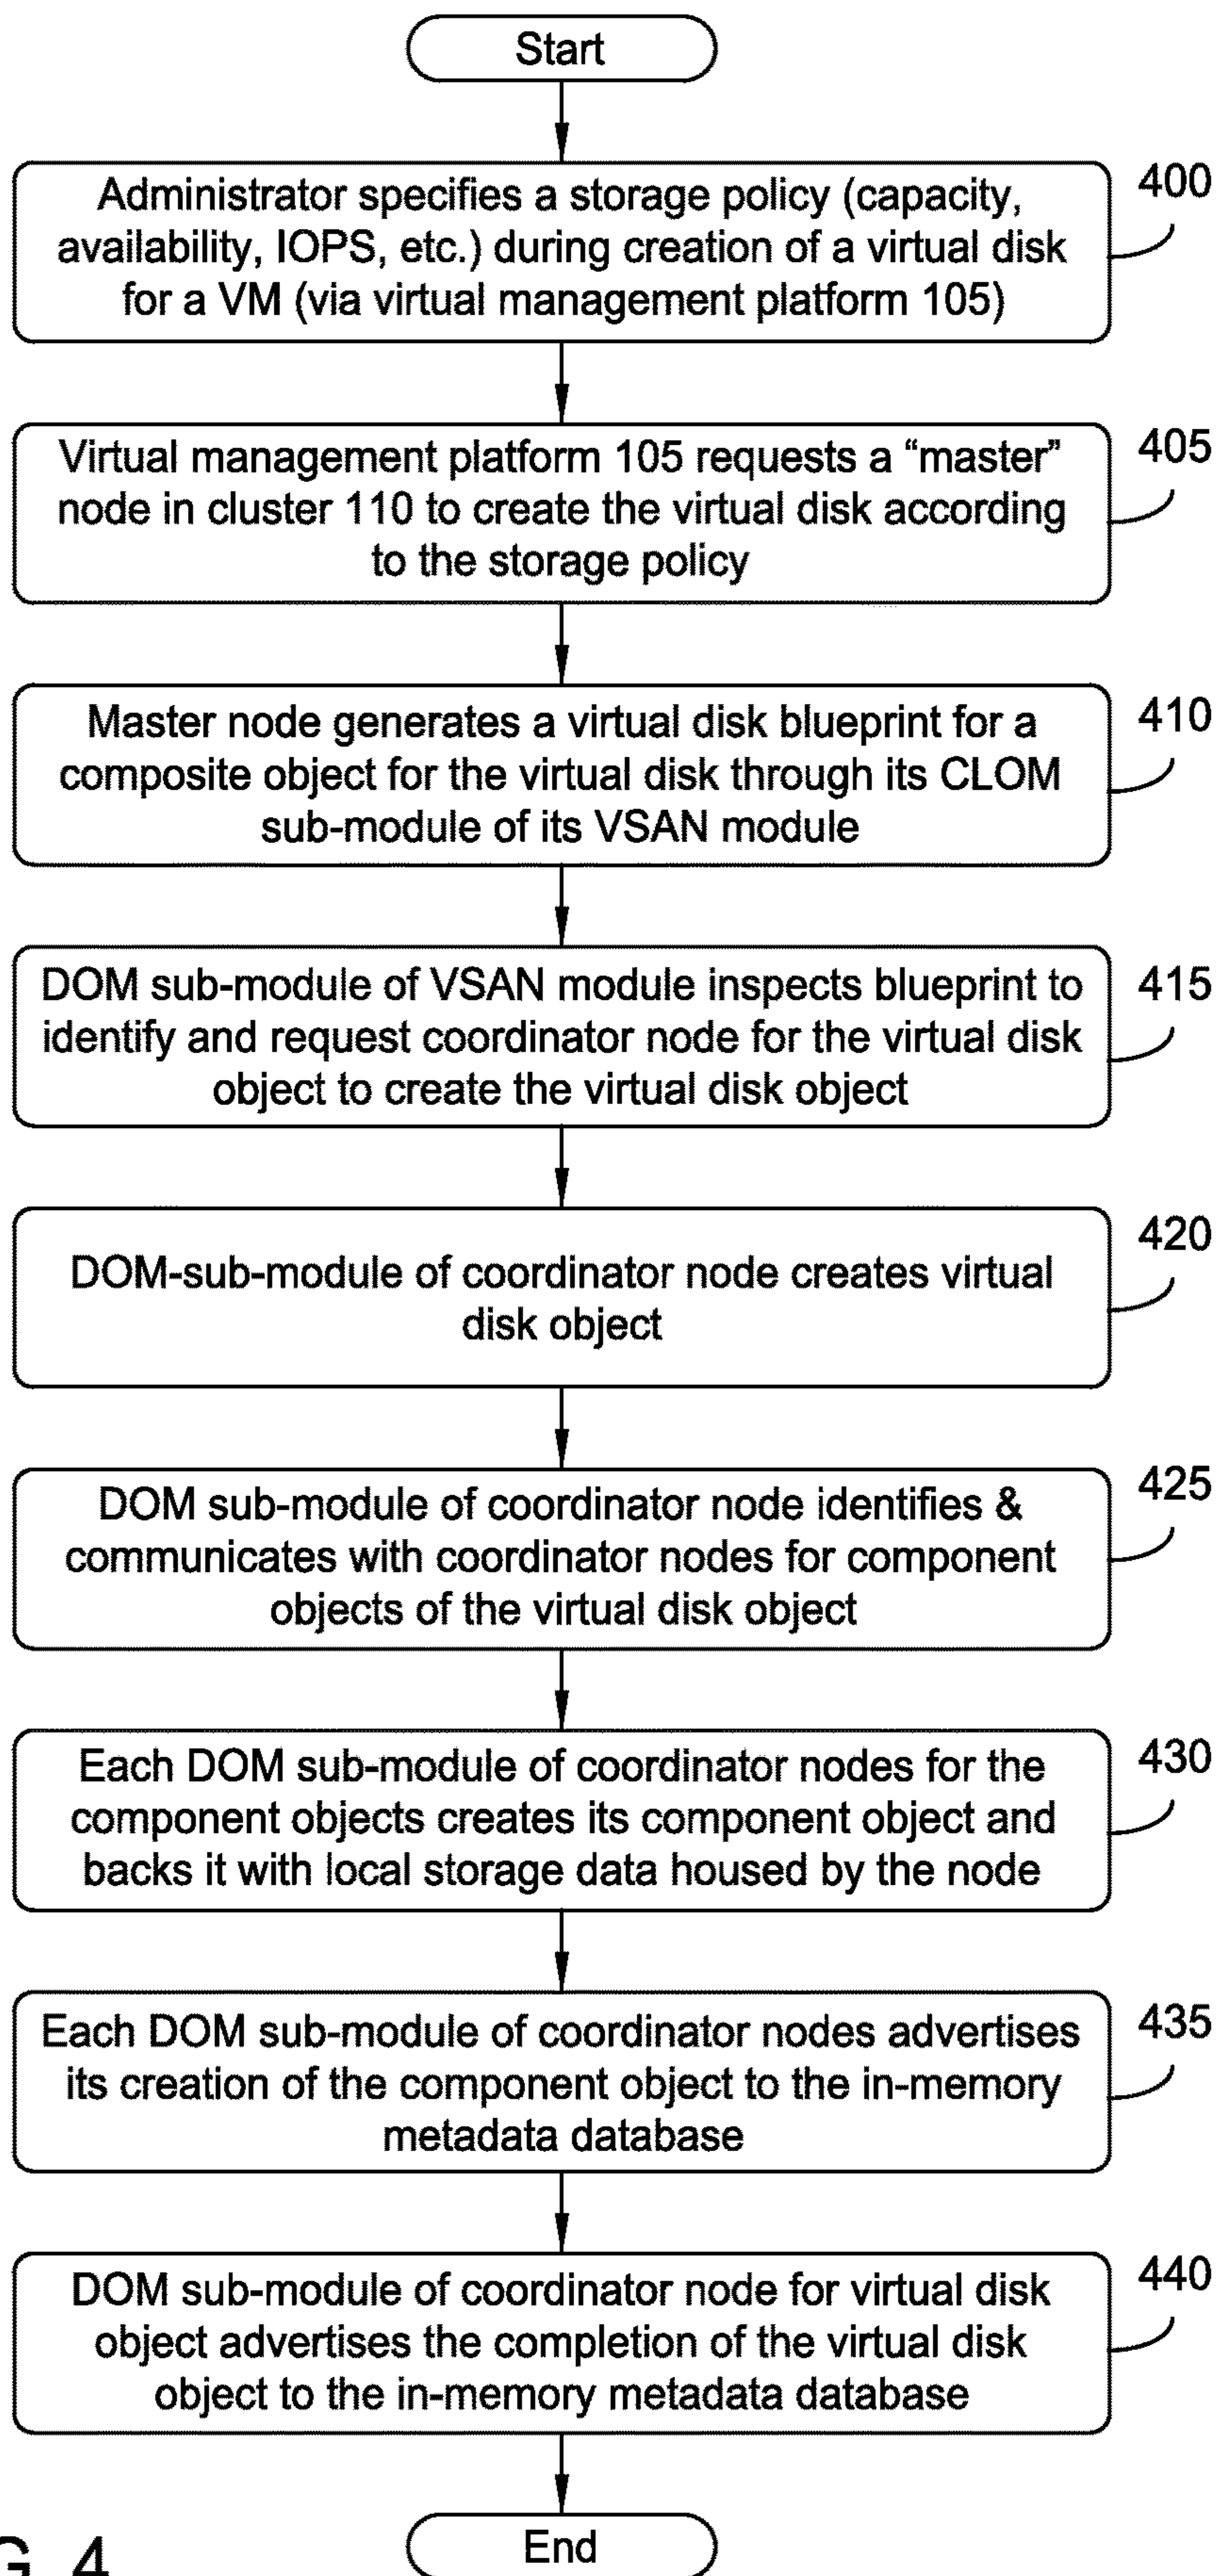 Start
Administrator specifies a storage policy (capacity,
availability, IOPS, etc.) during creation of a virtual disk
for a VM (via virtual management platform 105)
400
Virtual management platform 105 requests a “master”
node in cluster 110 to create the virtual disk according
to the storage policy
405
Master node generates a virtual disk blueprint for a
composite object for the virtual disk through its CLOM
sub-module of its VSAN module
410
DOM sub-module of VSAN module inspects blueprint to
identify and request coordinator node for the virtual disk
object to create the virtual disk object
415
DOM-sub-module of coordinator node creates virtual
disk object
420
DOM sub-module of coordinator node identifies &
communicates with coordinator nodes for component
objects of the virtual disk object
425
Each DOM sub-module of coordinator nodes for the
component objects creates its component object and
backs it with local storage data housed by the node
430
Each DOM sub-module of coordinator nodes advertises
its creation of the component object to the in-memory
metadata database
435
DOM sub-module of coordinator node for virtual disk
object advertises the completion of the virtual disk
object to the in-memory metadata database
440
End
G. 4